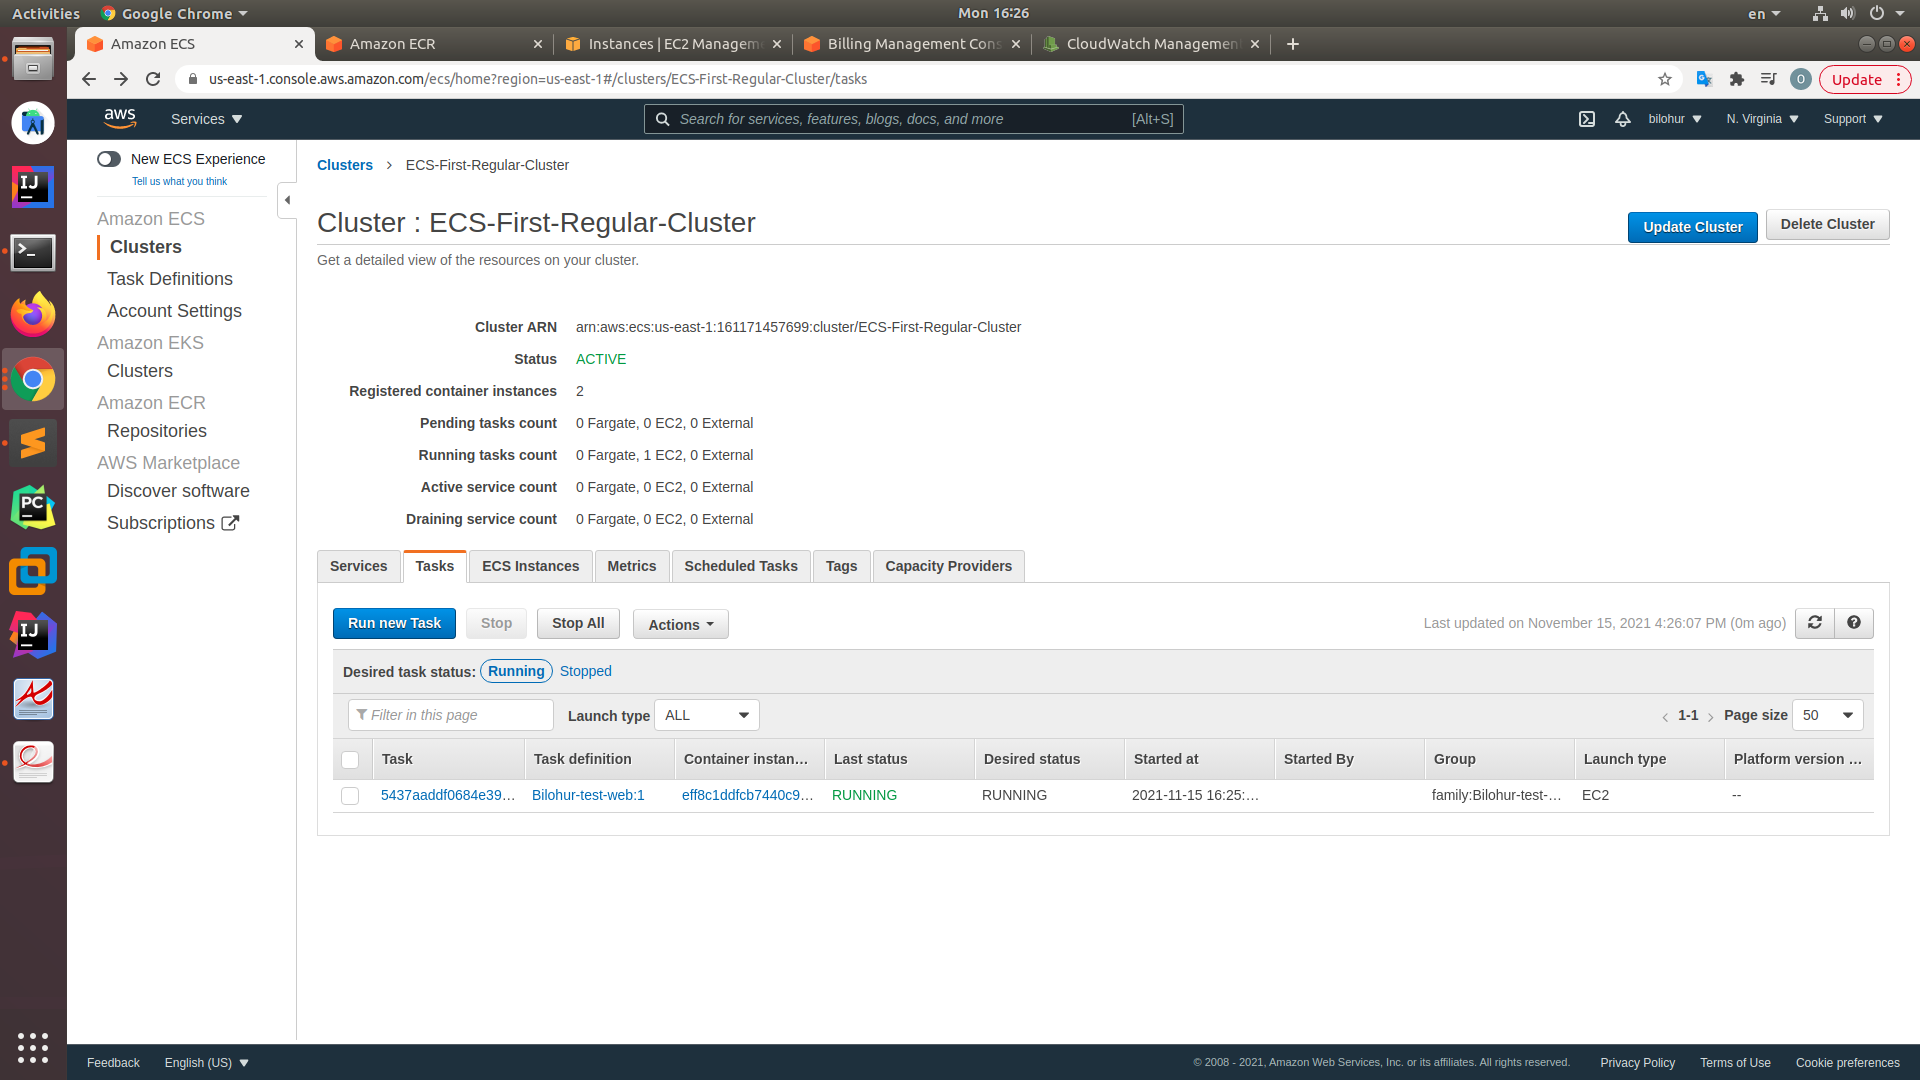 Activities Google Chrome Mon 16:26 en
Amazon ECS Amazon ECR Instances | EC2 Managem Billing Management Cons CloudWatch Management
us-east-1.console.aws.amazon.com/ecs/home?region=us-east-1#/clusters/ECS-First-Regular-Cluster/tasks O Update
aws Services Search for services, features, blogs, docs, and more [Alt+S] bilohur N. Virginia Support
New ECS Experience
Tell us what you think
Amazon ECS
Clusters
Task Definitions
Account Settings
Amazon EKS
Clusters
Amazon ECR
Repositories
AWS Marketplace
Discover software
Subscriptions
Clusters > ECS-First-Regular-Cluster
Cluster : ECS-First-Regular-Cluster
Update Cluster Delete Cluster
Get a detailed view of the resources on your cluster.
Cluster ARN arn:aws:ecs:us-east-1:161171457699:cluster/ECS-First-Regular-Cluster
Status ACTIVE
Registered container instances 2
Pending tasks count 0 Fargate, 0 EC2, 0 External
Running tasks count 0 Fargate, 1 EC2, 0 External
Active service count 0 Fargate, 0 EC2, 0 External
Draining service count 0 Fargate, 0 EC2, 0 External
Services Tasks ECS Instances Metrics Scheduled Tasks Tags Capacity Providers
Run new Task Stop Stop All Actions Last updated on November 15, 2021 4:26:07 PM (0m ago)
Desired task status: Running Stopped
Filter in this page Launch type ALL < 1-1 > Page size 50
Task Task definition Container instan… Last status Desired status Started at Started By Group Launch type Platform version …
5437aaddf0684e39… Bilohur-test-web:1 eff8c1ddfcb7440c9… RUNNING RUNNING 2021-11-15 16:25:… family:Bilohur-test-… EC2 --
Feedback English (US) © 2008 - 2021, Amazon Web Services, Inc. or its affiliates. All rights reserved. Privacy Policy Terms of Use Cookie preferences